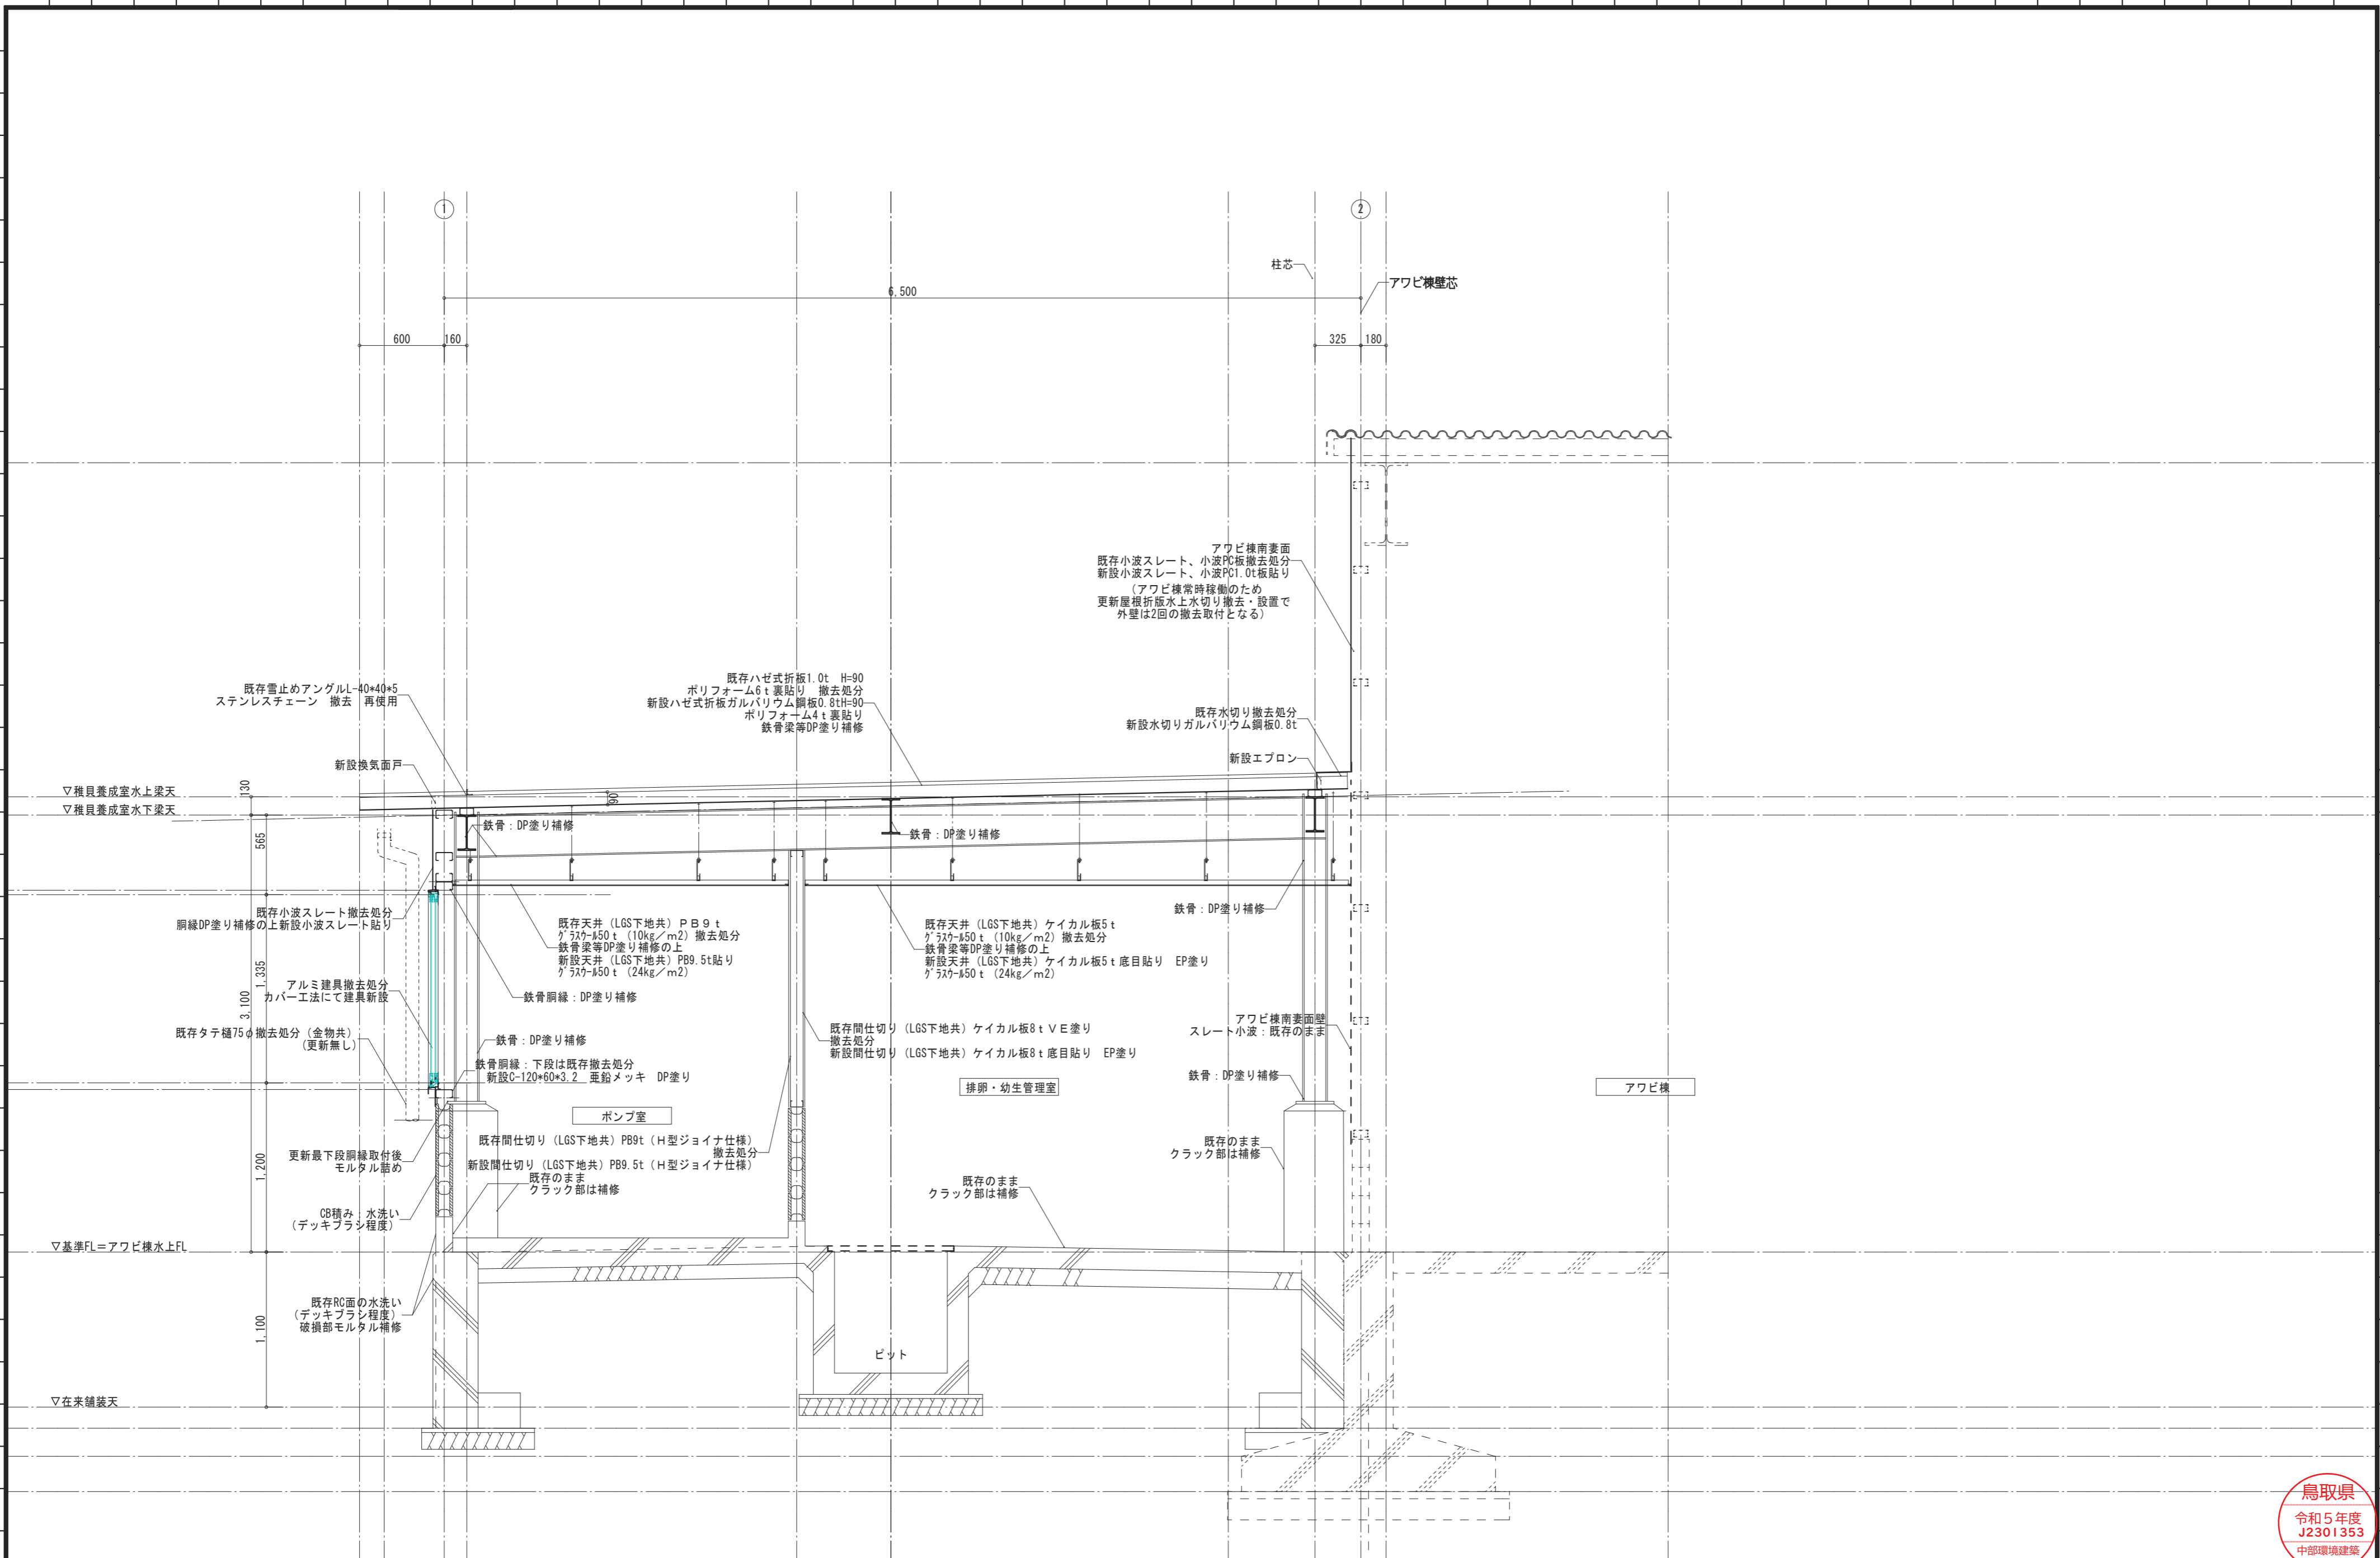 1
2
柱芯
アワビ棟壁芯
6,500
600
160
325
180
アワビ棟南妻面
既存小波スレート、小波PC板撤去処分
新設小波スレート、小波PC1.0t板貼り
(アワビ棟常時稼働のため
更新屋根折版水上水切り撤去・設置で
外壁は2回の撤去取付となる)
既存雪止めアングルL-40*40*5
ステンレスチェーン 撤去 再使用
既存ハゼ式折板1.0t H=90
ポリフォーム6t裏貼り 撤去処分
新設ハゼ式折板ガルバリウム鋼板0.8tH=90
ポリフォーム4t裏貼り
鉄骨梁等DP塗り補修
既存水切り撤去処分
新設水切りガルバリウム鋼板0.8t
新設エプロン
新設換気面戸
▽稚貝養成室水上梁天
▽稚貝養成室水下梁天
130
90
565
鉄骨：DP塗り補修
鉄骨：DP塗り補修
既存小波スレート撤去処分
胴縁DP塗り補修の上新設小波スレート貼り
既存天井（LGS下地共）ＰＢ９ｔ
ｸﾞﾗｽｳｰﾙ50ｔ（10kg／m2）撤去処分
鉄骨梁等DP塗り補修の上
新設天井（LGS下地共）PB9.5t貼り
ｸﾞﾗｽｳｰﾙ50ｔ（24kg／m2）
既存天井（LGS下地共）ケイカル板5ｔ
ｸﾞﾗｽｳｰﾙ50ｔ（10kg／m2）撤去処分
鉄骨梁等DP塗り補修の上
新設天井（LGS下地共）ケイカル板5ｔ底目貼り EP塗り
ｸﾞﾗｽｳｰﾙ50ｔ（24kg／m2）
鉄骨：DP塗り補修
1,335
3,100
アルミ建具撤去処分
カバー工法にて建具新設
鉄骨胴縁：DP塗り補修
既存タテ樋75φ撤去処分（金物共）
（更新無し）
鉄骨：DP塗り補修
既存間仕切り（LGS下地共）ケイカル板8ｔＶＥ塗り
撤去処分
新設間仕切り（LGS下地共）ケイカル板8ｔ底目貼り EP塗り
アワビ棟南妻面壁
スレート小波：既存のまま
鉄骨胴縁：下段は既存撤去処分
新設C-120*60*3.2 亜鉛メッキ DP塗り
鉄骨：DP塗り補修
排卵・幼生管理室
アワビ棟
ポンプ室
既存間仕切り（LGS下地共）PB9t（Ｈ型ジョイナ仕様）
撤去処分
新設間仕切り（LGS下地共）PB9.5t（Ｈ型ジョイナ仕様）
既存のまま
クラック部は補修
更新最下段胴縁取付後
モルタル詰め
1,200
既存のまま
クラック部は補修
既存のまま
クラック部は補修
CB積み：水洗い
（デッキブラシ程度）
▽基準FL＝アワビ棟水上FL
既存RC面の水洗い
（デッキブラシ程度）
破損部モルタル補修
1,100
ピット
▽在来舗装天
鳥取県
令和５年度
J2301353
中部環境建築